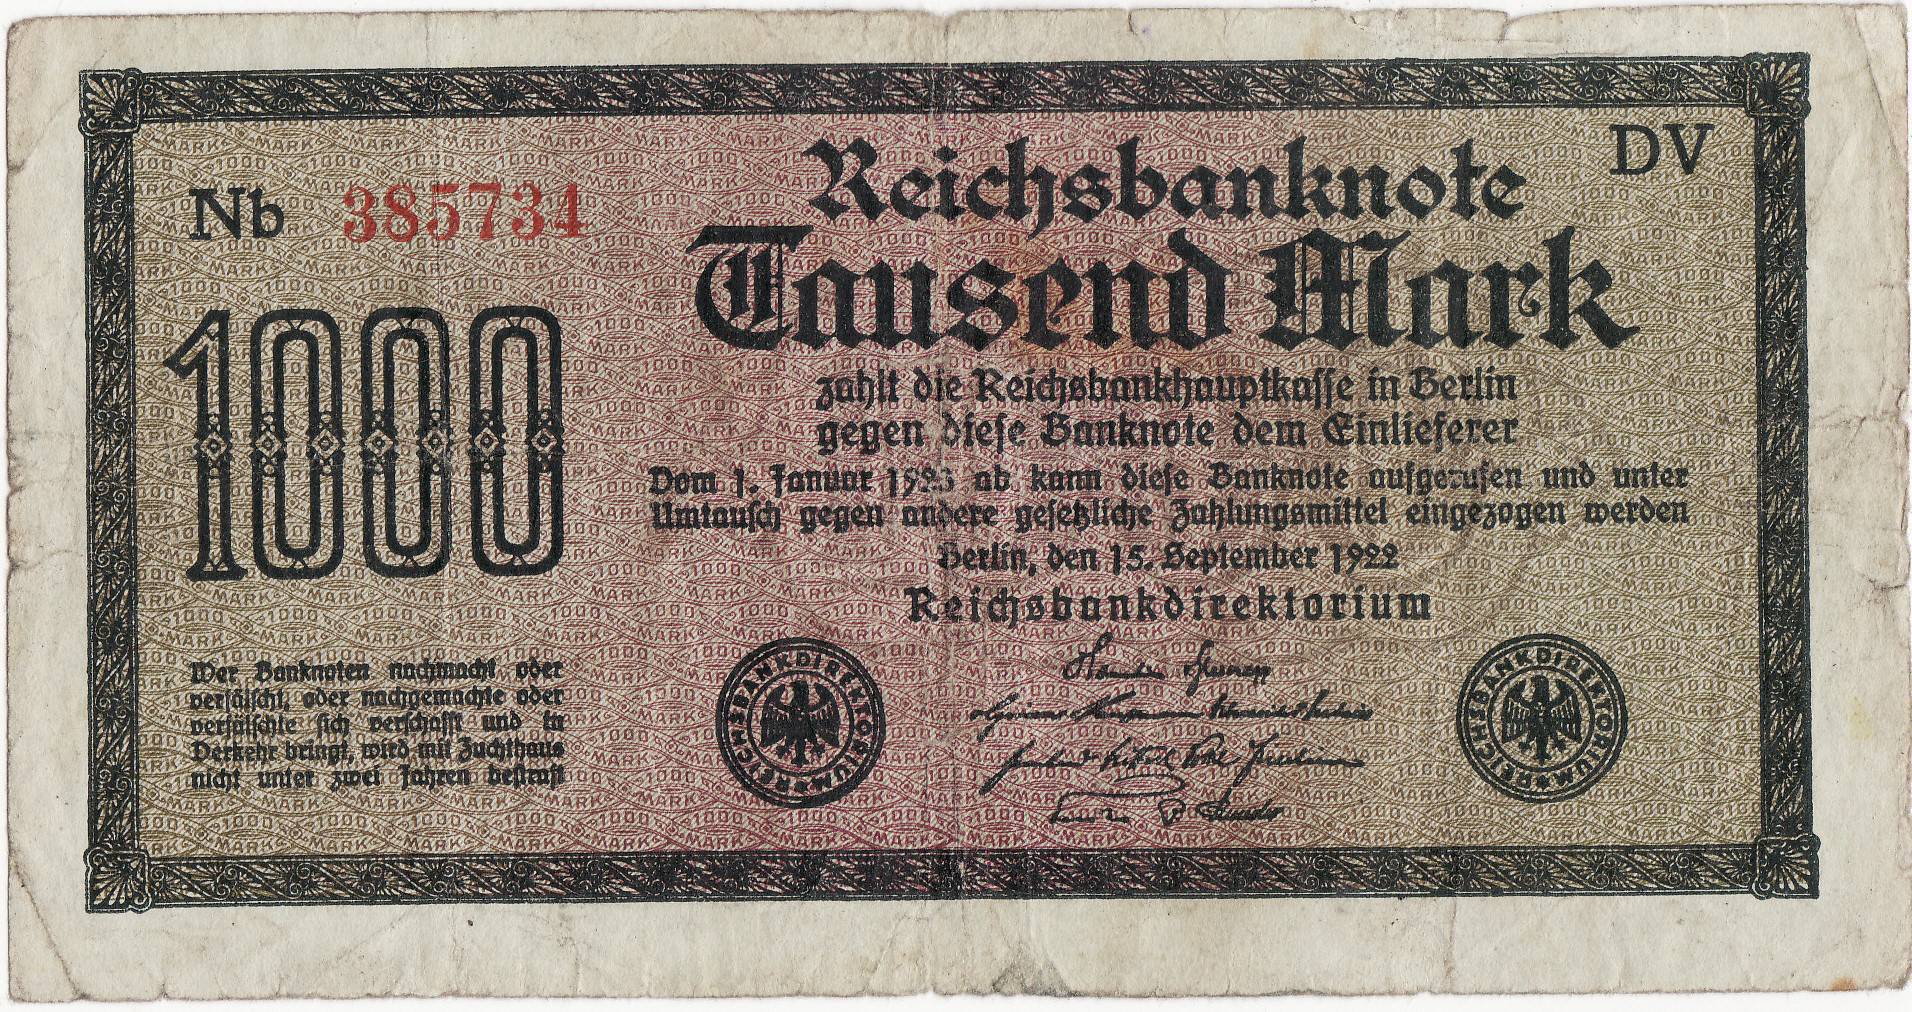 Reichsbanknote
DV
Nb 385734
Tausend Mark
1000
zahlt die Reichsbankhauptkasse in Berlin
gegen diese Banknote dem Einlieferer
Vom 1. Januar 1923 ab kann diese Banknote aufgerufen und unter
Umtausch gegen andere gesetzliche Zahlungsmittel eingezogen werden
Berlin, den 15. September 1922
Reichsbankdirektorium
Wer Banknoten nachmacht oder
verfälscht, oder nachgemachte oder
verfälschte sich verschafft und in
Verkehr bringt, wird mit Zuchthaus
nicht unter zwei Jahren bestraft
REICHSBANKDIREKTORIUM
REICHSBANKDIREKTORIUM